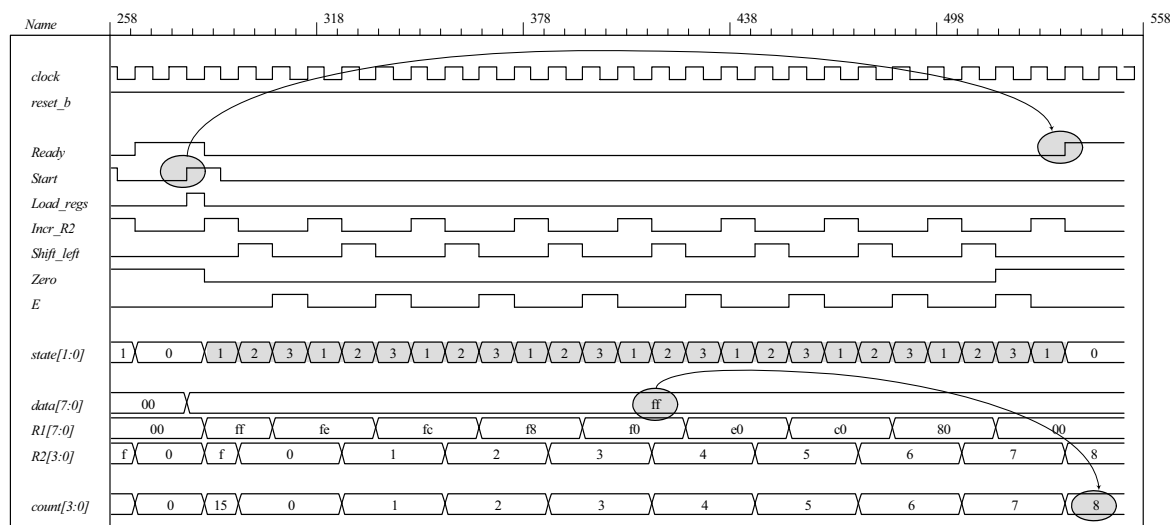 Name 258 318 378 438 498 558
clock
reset_b
Ready
Start
Load_regs
Incr_R2
Shift_left
Zero
E
state[1:0] 1 0 1 2 3 1 2 3 1 2 3 1 2 3 1 2 3 1 2 3 1 2 3 1 2 3 1 0
data[7:0] 00 ff
R1[7:0] 00 ff fe fc f8 f0 e0 c0 80 00
R2[3:0] f 0 f 0 1 2 3 4 5 6 7 8
count[3:0] 0 15 0 1 2 3 4 5 6 7 8